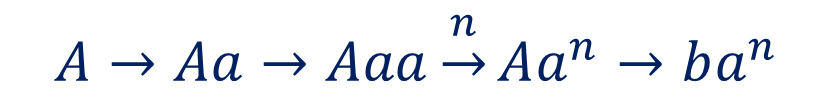 A → Aa → Aaa →ⁿ Aaⁿ → baⁿ